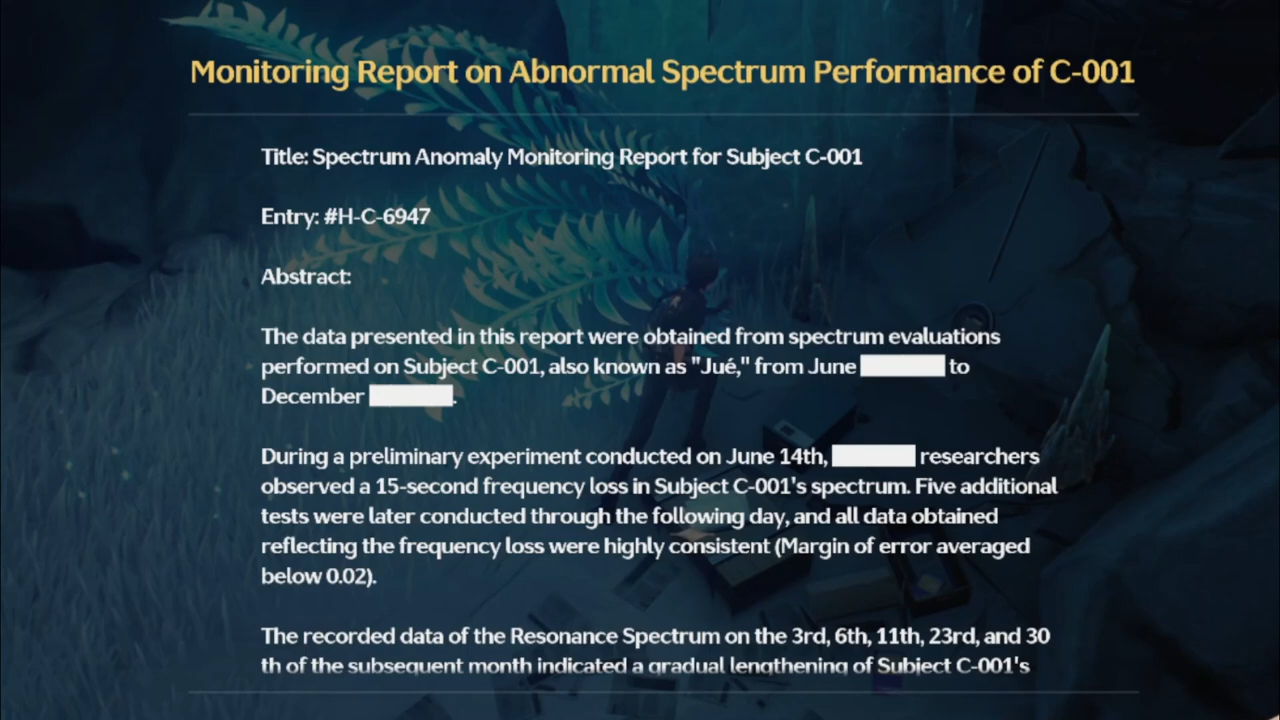 Monitoring Report on Abnormal Spectrum Performance of C-001
Title: Spectrum Anomaly Monitoring Report for Subject C-001
Entry: #H-C-6947
Abstract:
The data presented in this report were obtained from spectrum evaluations
performed on Subject C-001, also known as "Jué," from June to
December .
During a preliminary experiment conducted on June 14th, researchers
observed a 15-second frequency loss in Subject C-001's spectrum. Five additional
tests were later conducted through the following day, and all data obtained
reflecting the frequency loss were highly consistent (Margin of error averaged
below 0.02).
The recorded data of the Resonance Spectrum on the 3rd, 6th, 11th, 23rd, and 30
th of the subsequent month indicated a gradual lengthening of Subject C-001's